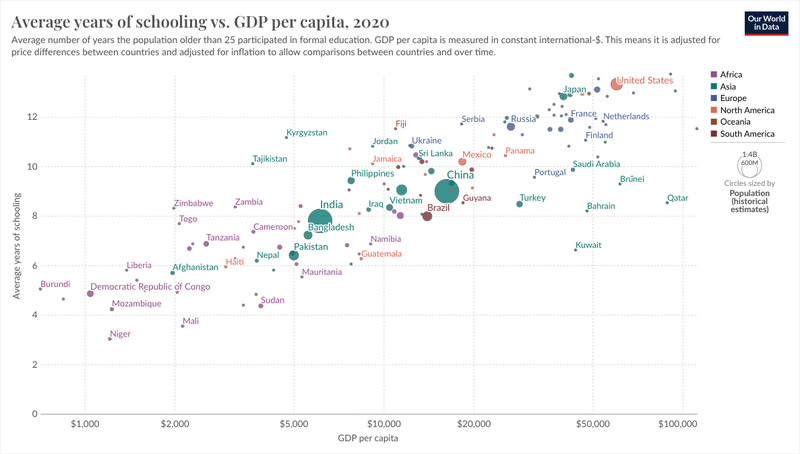 Average years of schooling vs. GDP per capita, 2020
Our World
in Data
Average number of years the population older than 25 participated in formal education. GDP per capita is measured in constant international-$. This means it is adjusted for
price differences between countries and adjusted for inflation to allow comparisons between countries and over time.
Africa
Asia
Europe
North America
Oceania
South America
1:4B
600M
Circles sized by
Population
(historical
estimates)
United States
Japan
Kyrgyzstan
Fiji
Serbia
Russia
France
Netherlands
Jordan
Ukraine
Finland
Tajikistan
Jamaica
Sri Lanka
Mexico
Panama
Philippines
China
Portugal
Saudi Arabia
Brunei
Zimbabwe
Zambia
India
Iraq
Vietnam
Guyana
Turkey
Qatar
Togo
Cameroon
Bangladesh
Brazil
Bahrain
Tanzania
Pakistan
Namibia
Kuwait
Liberia
Afghanistan
Haiti
Nepal
Guatemala
Burundi
Mauritania
Democratic Republic of Congo
Mozambique
Sudan
Mali
Niger
Average years of schooling
12
10
8
6
4
2
0
$1,000
$2,000
$5,000
$10,000
$20,000
$50,000
$100,000
GDP per capita